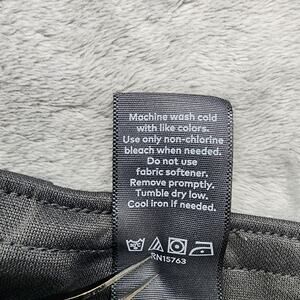 Machine wash cold
with like colors.
Use only non-chlorine
bleach when needed.
Do not use
fabric softener.
Remove promptly.
Tumble dry low.
Cool iron if needed.
RN15763